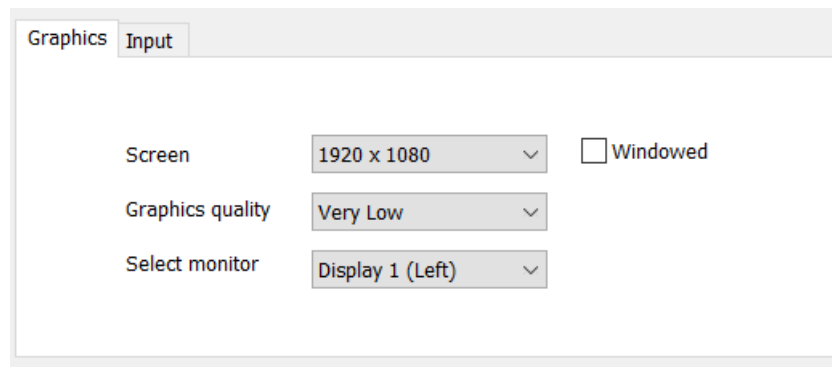 Graphics Input
Screen 1920 x 1080 Windowed
Graphics quality Very Low
Select monitor Display 1 (Left)